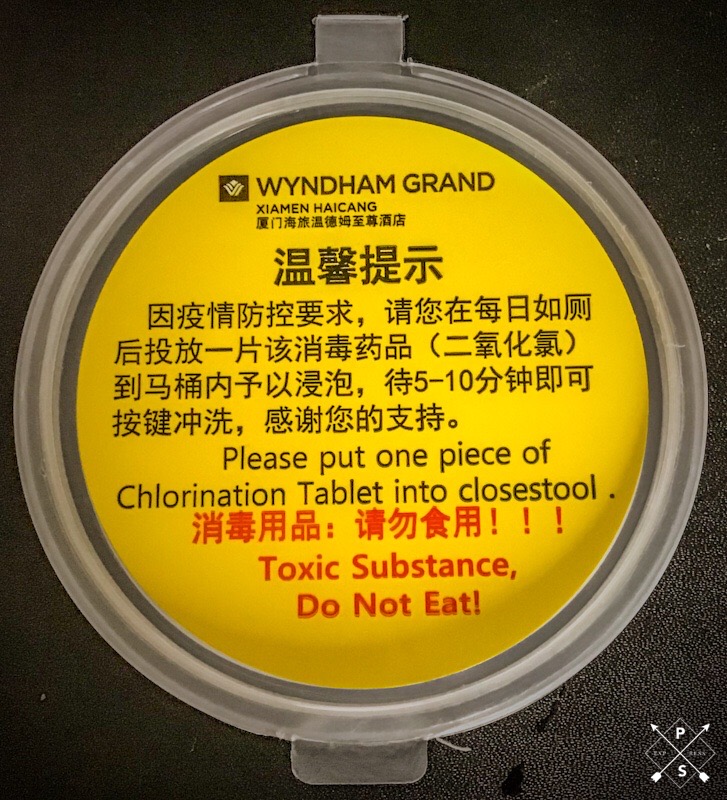 WYNDHAM GRAND
XIAMEN HAICANG
厦门海旅温德姆至尊酒店
温馨提示
因疫情防控要求，请您在每日如厕
后投放一片该消毒药品（二氧化氯）
到马桶内予以浸泡，待5-10分钟即可
按键冲洗，感谢您的支持。
Please put one piece of
Chlorination Tablet into closestool .
消毒用品：请勿食用！！！
Toxic Substance,
Do Not Eat!
P
S